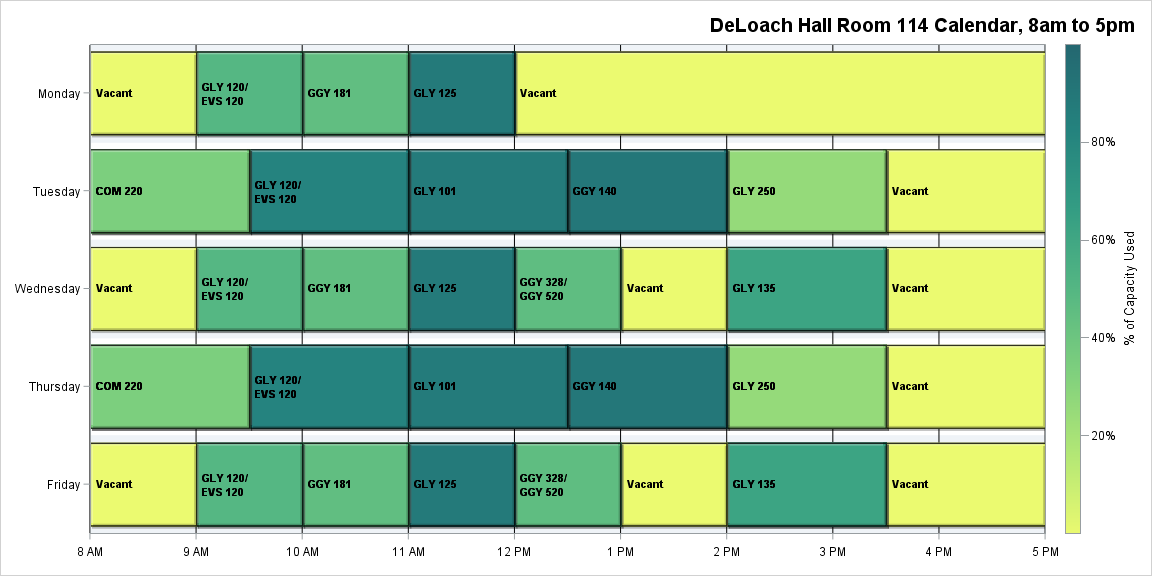 DeLoach Hall Room 114 Calendar, 8am to 5pm
Monday
Vacant
GLY 120/
EVS 120
GGY 181
GLY 125
Vacant
Tuesday
COM 220
GLY 120/
EVS 120
GLY 101
GGY 140
GLY 250
Vacant
Wednesday
Vacant
GLY 120/
EVS 120
GGY 181
GLY 125
GGY 328/
GGY 520
Vacant
GLY 135
Vacant
Thursday
COM 220
GLY 120/
EVS 120
GLY 101
GGY 140
GLY 250
Vacant
Friday
Vacant
GLY 120/
EVS 120
GGY 181
GLY 125
GGY 328/
GGY 520
Vacant
GLY 135
Vacant
8 AM
9 AM
10 AM
11 AM
12 PM
1 PM
2 PM
3 PM
4 PM
5 PM
80%
60%
40%
20%
% of Capacity Used